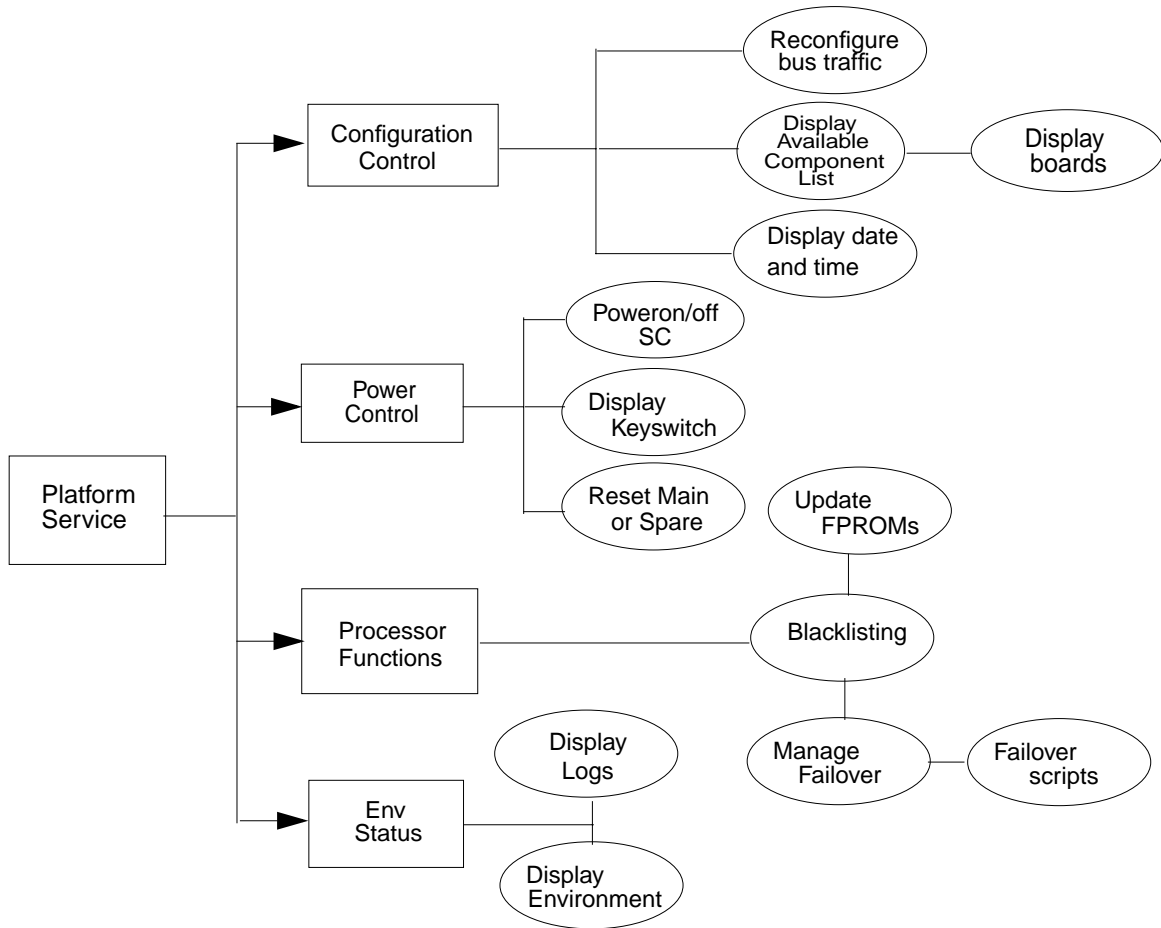 Reconfigure
bus traffic
Configuration
Control
Display
Available
Component
List
Display
boards
Display date
and time
Poweron/off
SC
Power
Control
Display
Keyswitch
Reset Main
or Spare
Platform
Service
Update
FPROMs
Processor
Functions
Blacklisting
Manage
Failover
Failover
scripts
Display
Logs
Env
Status
Display
Environment